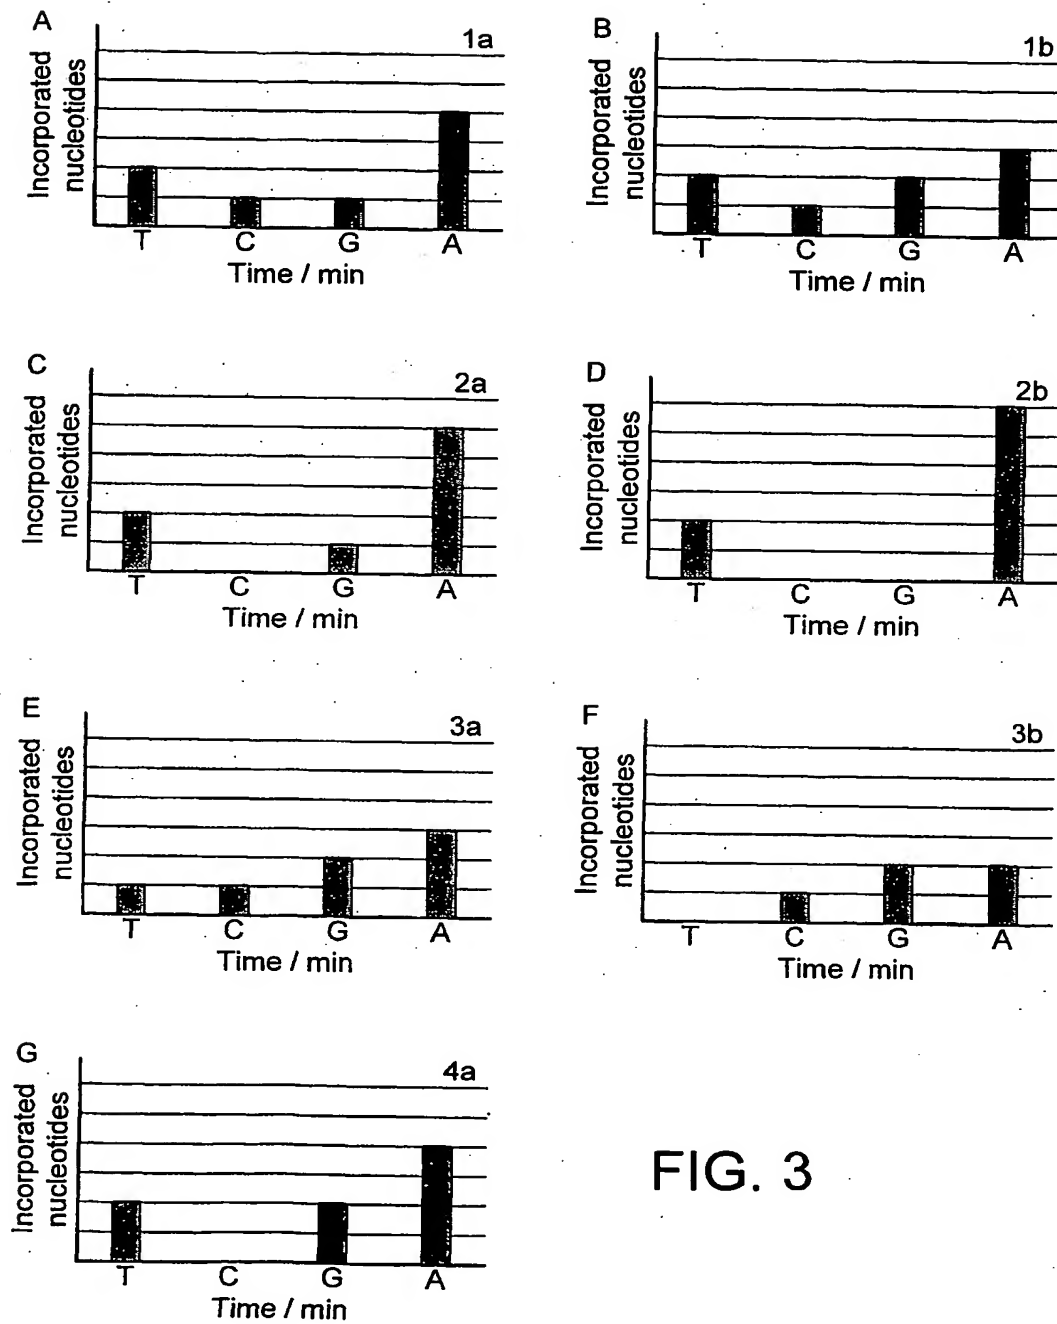 A
1a
Incorporated
nucleotides
T C G A
Time / min
B
1b
Incorporated
nucleotides
T C G A
Time / min
C
2a
Incorporated
nucleotides
T C G A
Time / min
D
2b
Incorporated
nucleotides
T C G A
Time / min
E
3a
Incorporated
nucleotides
T C G A
Time / min
F
3b
Incorporated
nucleotides
T C G A
Time / min
G
4a
Incorporated
nucleotides
T C G A
Time / min
FIG. 3